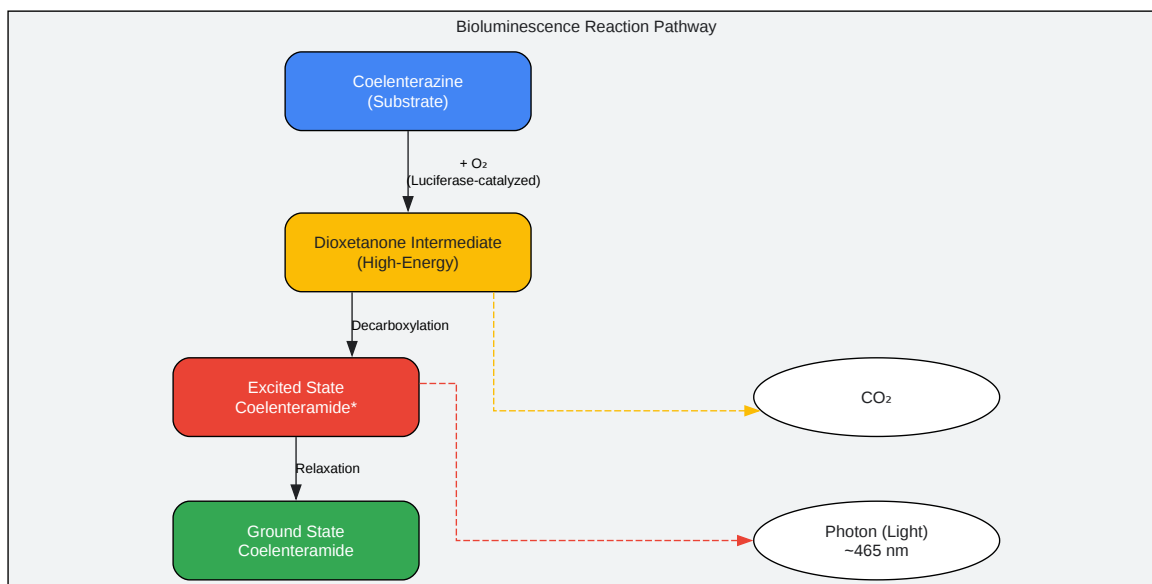 Bioluminescence Reaction Pathway
Coelenterazine
(Substrate)
+ O₂
(Luciferase-catalyzed)
Dioxetanone Intermediate
(High-Energy)
Decarboxylation
Excited State
Coelenteramide*
CO₂
Relaxation
Ground State
Coelenteramide
Photon (Light)
~465 nm